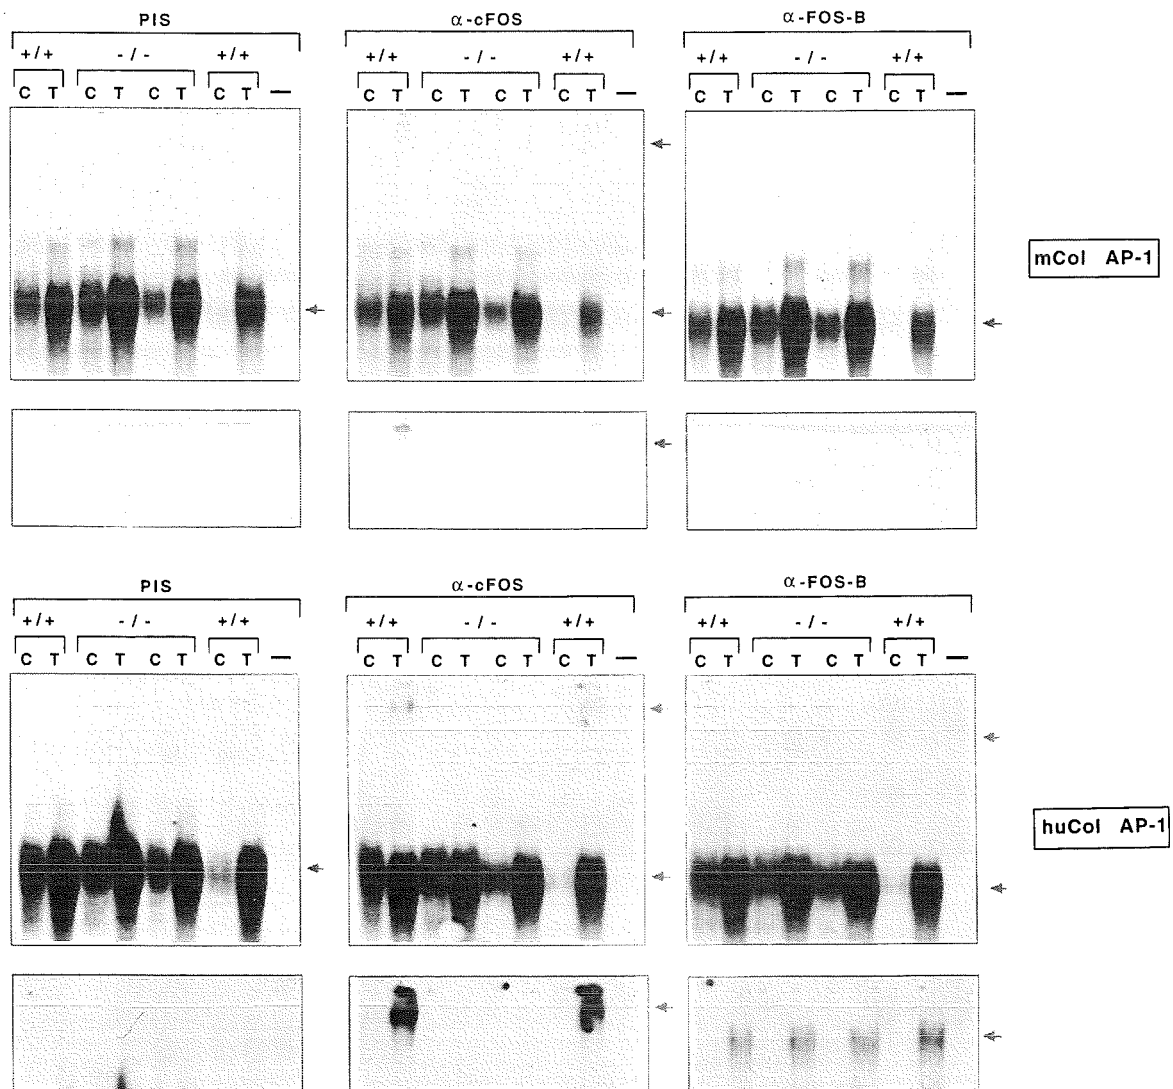 PIS α-cFOS α-FOS-B
+/+ -/- +/+ +/+ -/- +/+ +/+ -/- +/+
C T C T C T C T — C T C T C T C T — C T C T C T C T —
mCol AP-1
PIS α-cFOS α-FOS-B
+/+ -/- +/+ +/+ -/- +/+ +/+ -/- +/+
C T C T C T C T — C T C T C T C T — C T C T C T C T —
huCol AP-1